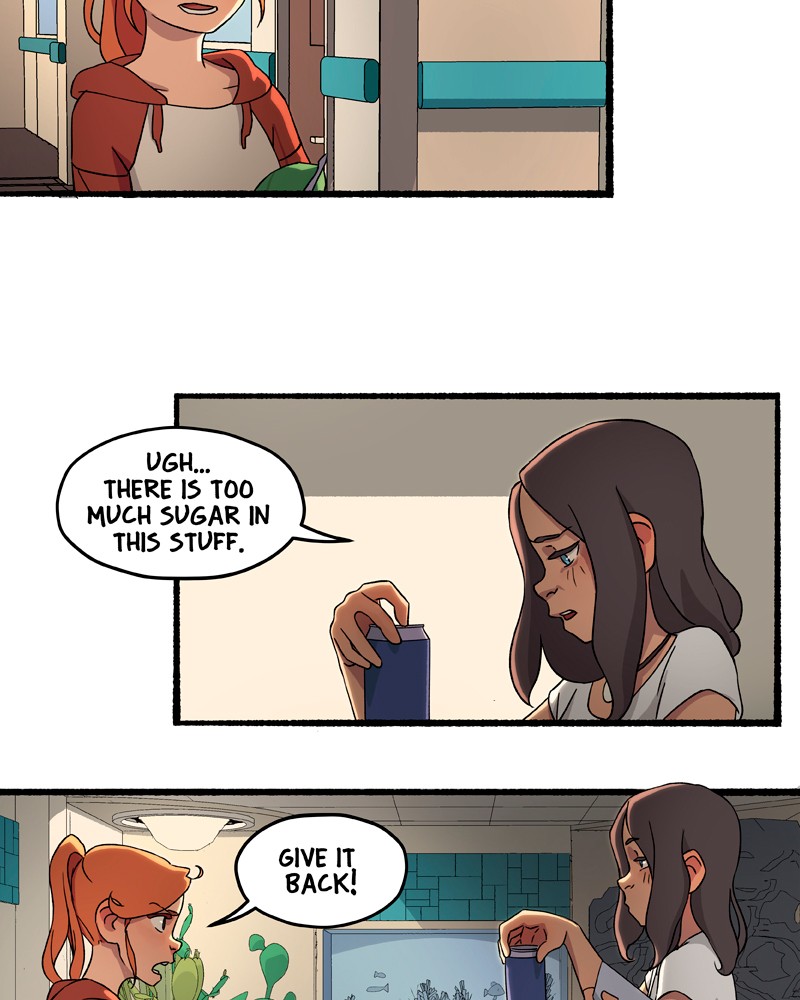 UGH...
THERE IS TOO
MUCH SUGAR IN
THIS STUFF.
GIVE IT
BACK!